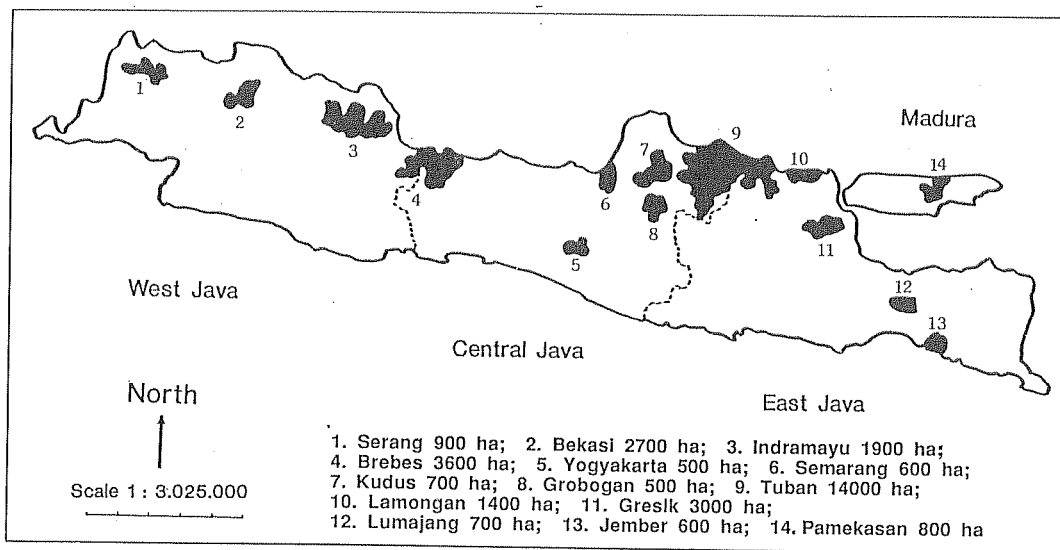 1
2
3
4
5
6
7
8
9
10
11
12
13
14
Madura
West Java
Central Java
East Java
North
Scale 1 : 3.025.000
1. Serang 900 ha; 2. Bekasi 2700 ha; 3. Indramayu 1900 ha;
4. Brebes 3600 ha; 5. Yogyakarta 500 ha; 6. Semarang 600 ha;
7. Kudus 700 ha; 8. Grobogan 500 ha; 9. Tuban 14000 ha;
10. Lamongan 1400 ha; 11. Gresik 3000 ha;
12. Lumajang 700 ha; 13. Jember 600 ha; 14. Pamekasan 800 ha